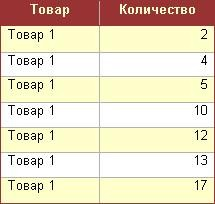 Товар Количество
Товар 1 2
Товар 1 4
Товар 1 5
Товар 1 10
Товар 1 12
Товар 1 13
Товар 1 17